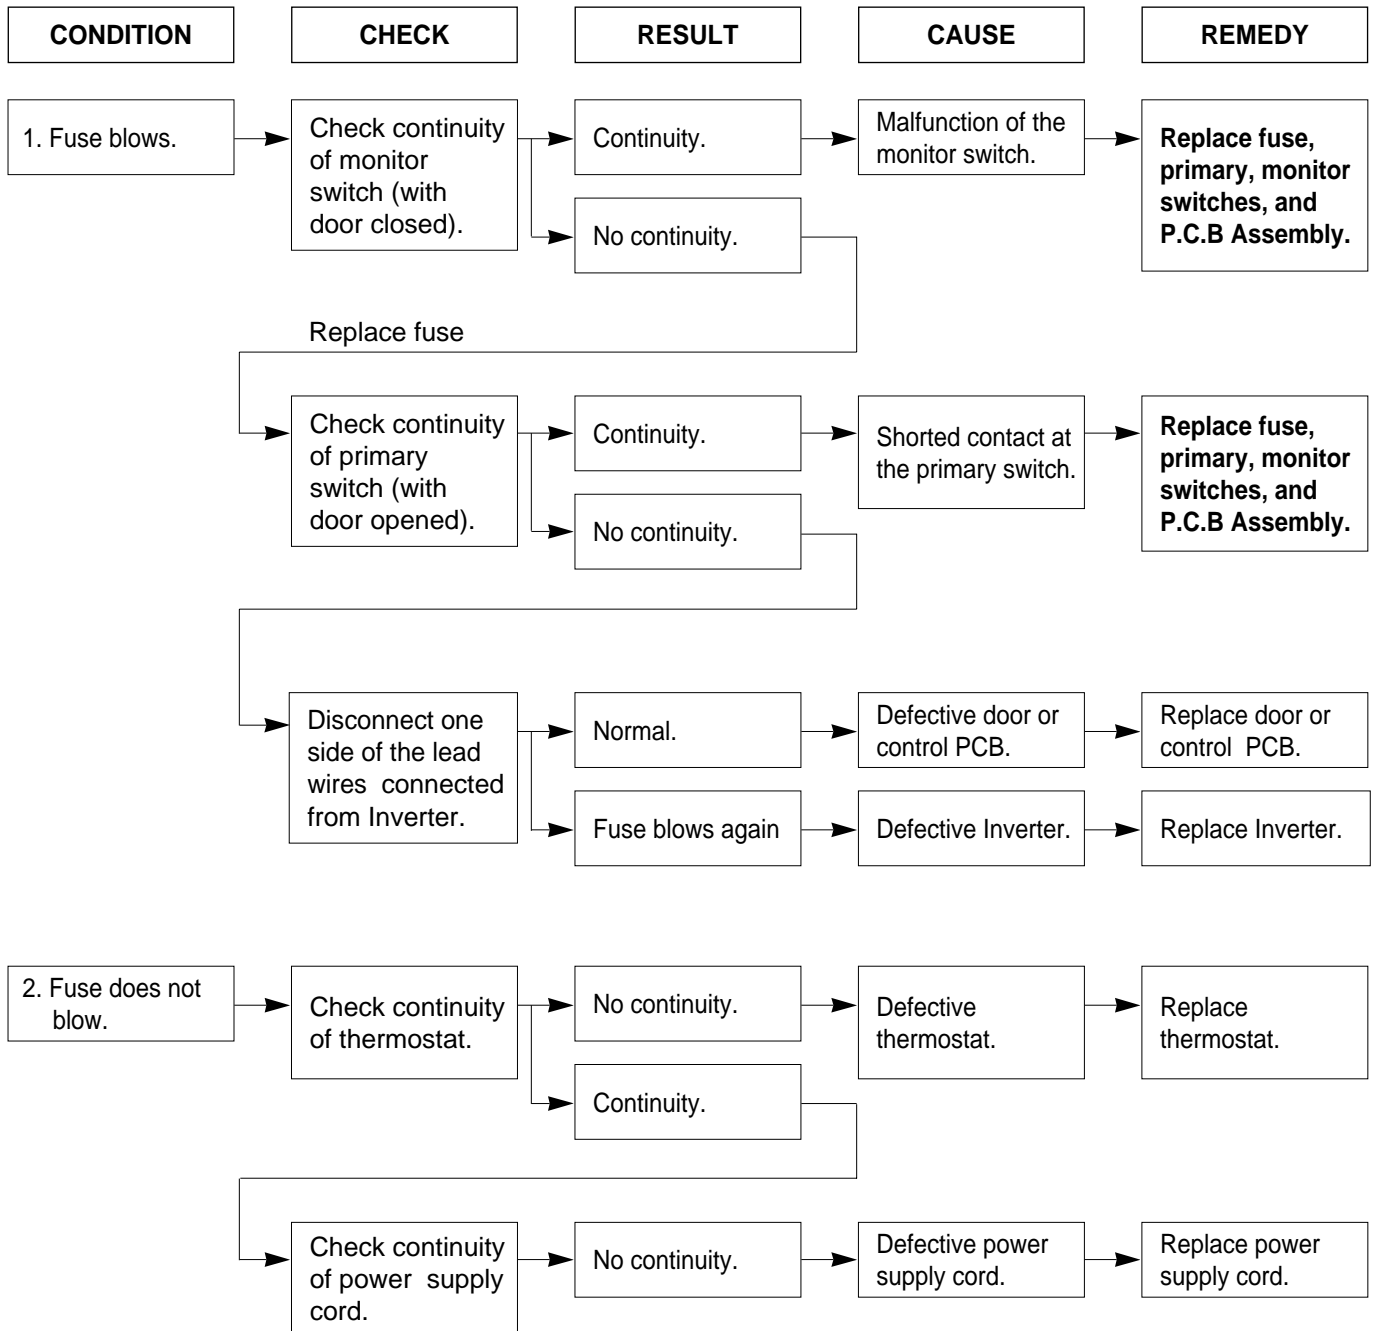 CONDITION
CHECK
RESULT
CAUSE
REMEDY
1. Fuse blows.
Check continuity
of monitor
switch (with
door closed).
Continuity.
Malfunction of the
monitor switch.
Replace fuse,
primary, monitor
switches, and
P.C.B Assembly.
No continuity.
Replace fuse
Check continuity
of primary
switch (with
door opened).
Continuity.
Shorted contact at
the primary switch.
Replace fuse,
primary, monitor
switches, and
P.C.B Assembly.
No continuity.
Disconnect one
side of the lead
wires connected
from Inverter.
Normal.
Defective door or
control PCB.
Replace door or
control PCB.
Fuse blows again
Defective Inverter.
Replace Inverter.
2. Fuse does not
blow.
Check continuity
of thermostat.
No continuity.
Defective
thermostat.
Replace
thermostat.
Continuity.
Check continuity
of power supply
cord.
No continuity.
Defective power
supply cord.
Replace power
supply cord.